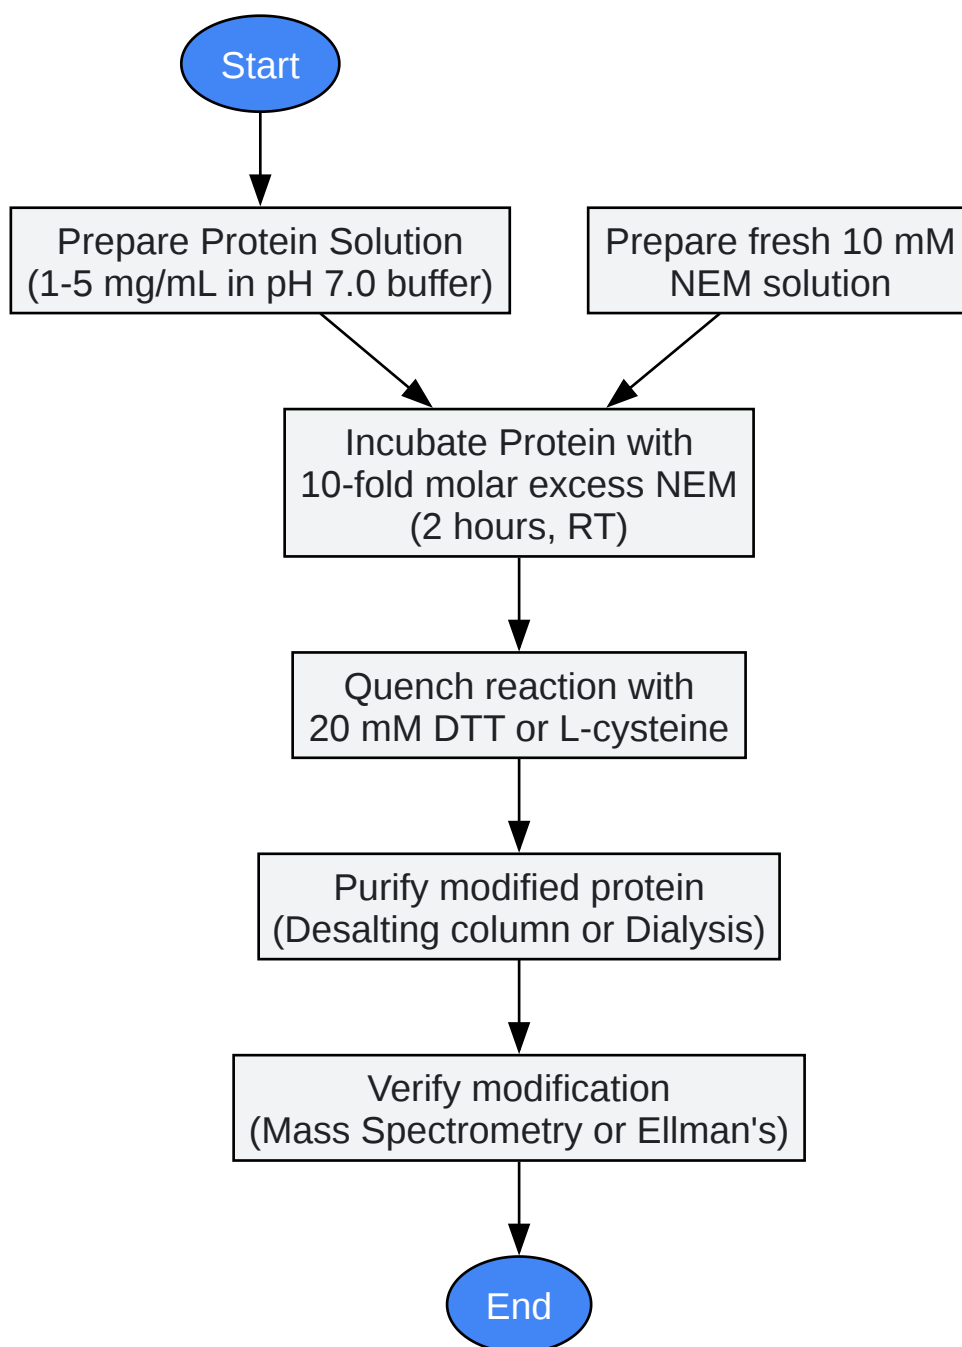 Start
Prepare Protein Solution
(1-5 mg/mL in pH 7.0 buffer)
Prepare fresh 10 mM
NEM solution
Incubate Protein with
10-fold molar excess NEM
(2 hours, RT)
Quench reaction with
20 mM DTT or L-cysteine
Purify modified protein
(Desalting column or Dialysis)
Verify modification
(Mass Spectrometry or Ellman's)
End